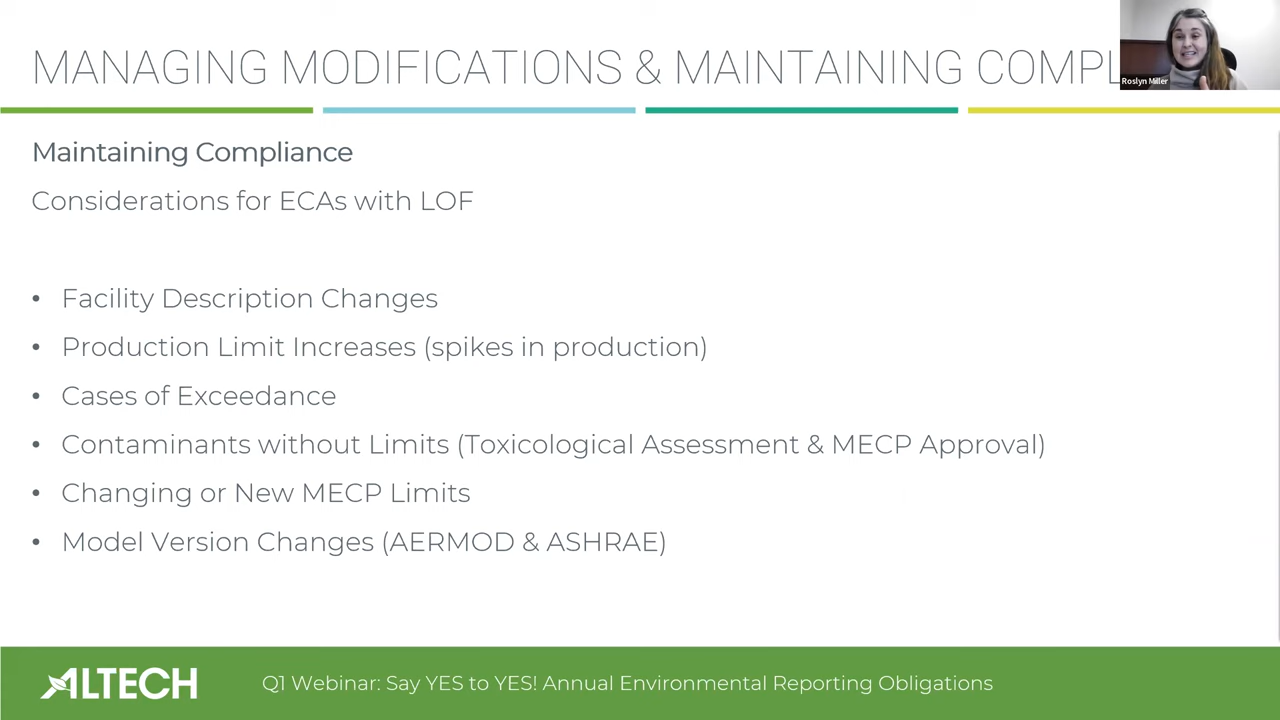 MANAGING MODIFICATIONS & MAINTAINING COMPL
Roslyn Miller
Maintaining Compliance
Considerations for ECAs with LOF
• Facility Description Changes
• Production Limit Increases (spikes in production)
• Cases of Exceedance
• Contaminants without Limits (Toxicological Assessment & MECP Approval)
• Changing or New MECP Limits
• Model Version Changes (AERMOD & ASHRAE)
ALTECH
Q1 Webinar: Say YES to YES! Annual Environmental Reporting Obligations